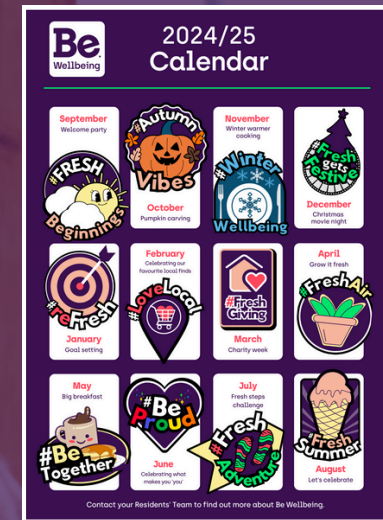 Be.
Wellbeing
2024/25
Calendar
September
Welcome party
#FRESH
Beginnings
#Autumn
Vibes
October
Pumpkin carving
November
Winter warmer
cooking
#Winter
Wellbeing
#Fresh
gets
Festive
December
Christmas
movie night
#reFresh
January
Goal setting
February
Celebrating our
favourite local finds
#LoveLocal
#Fresh
Giving
March
Charity week
April
Grow it fresh
#FreshAir
May
Big breakfast
#Be
Together
#Be
Proud
June
Celebrating what
makes you 'you'
July
Fresh steps
challenge
#Fresh
Adventure
#Fresh
Summer
August
Let's celebrate
Contact your Residents' Team to find out more about Be Wellbeing.